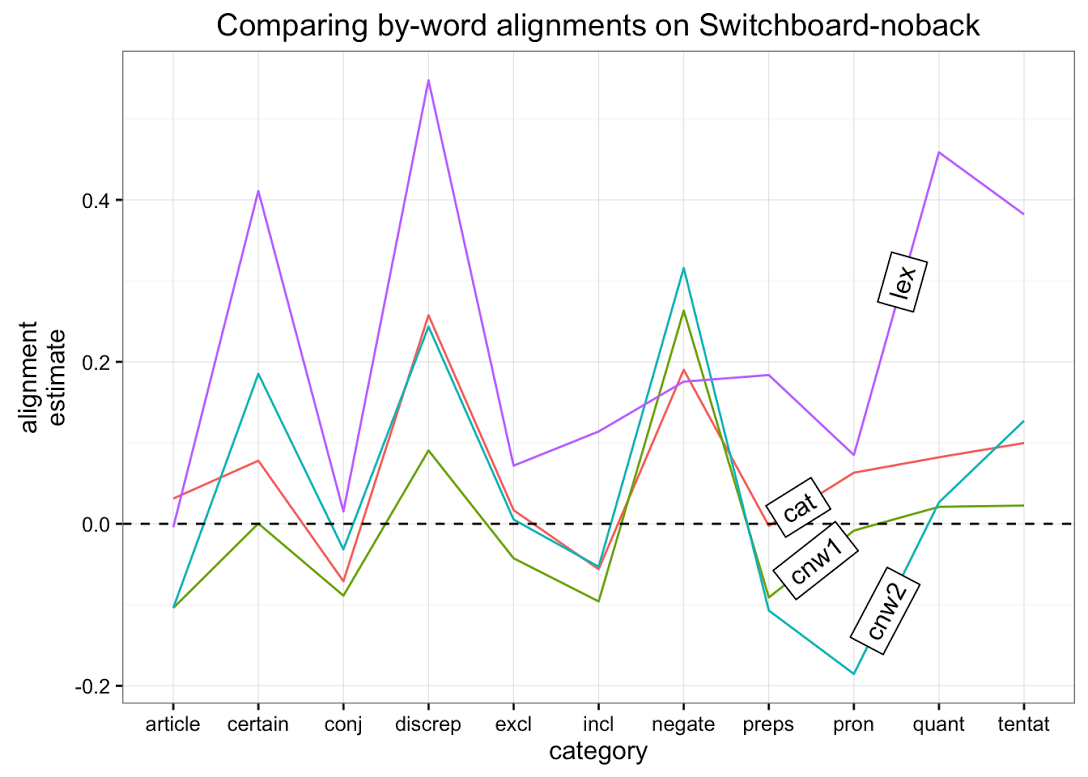 Comparing by-word alignments on Switchboard-noback
alignment
estimate
0.4
0.2
0.0
-0.2
lex
cat
cnw1
cnw2
article certain conj discrep excl incl negate preps pron quant tentat
category